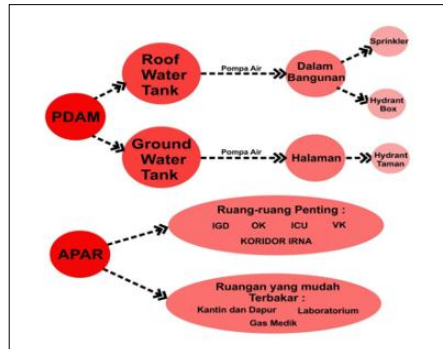 PDAM
Roof
Water
Tank
Pompa Air
Dalam
Bangunan
Sprinkler
Hydrant
Box
Ground
Water
Tank
Pompa Air
Halaman
Hydrant
Taman
APAR
Ruang-ruang Penting :
IGD OK ICU VK
KORIDOR IRNA
Ruangan yang mudah
Terbakar :
Kantin dan Dapur Laboratorium
Gas Medik